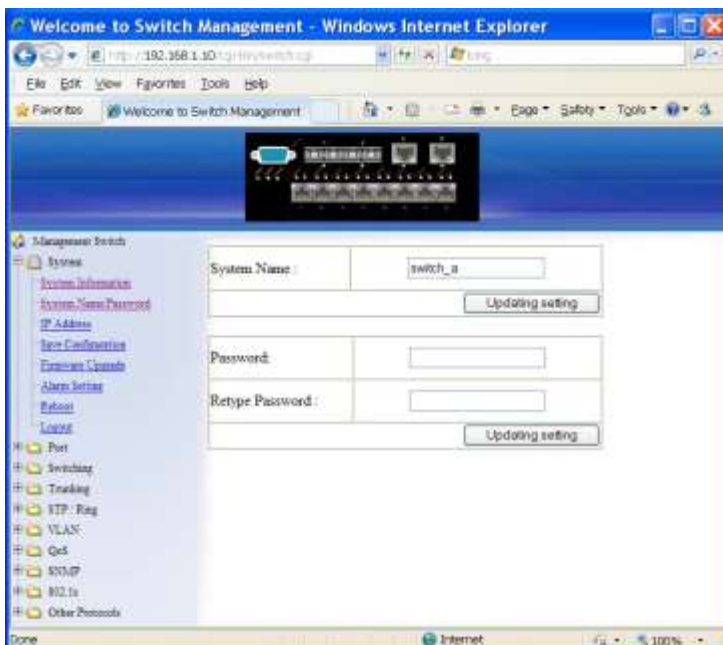 Welcome to Switch Management - Windows Internet Explorer
192.168.1.10
File Edit View Favorites Tools Help
Favorites Welcome to Switch Management Page Safety Tools
Management Switch
System
System Information
System Name/Password
IP Address
Save Configuration
Firmware Upgrade
Alarm Setting
Reboot
Logout
Port
Switching
Trunking
STP / Ring
VLAN
QoS
SNMP
802.1x
Other Protocols
System Name :
switch_a
Updating setting
Password:
Retype Password :
Updating setting
Done Internet 100%